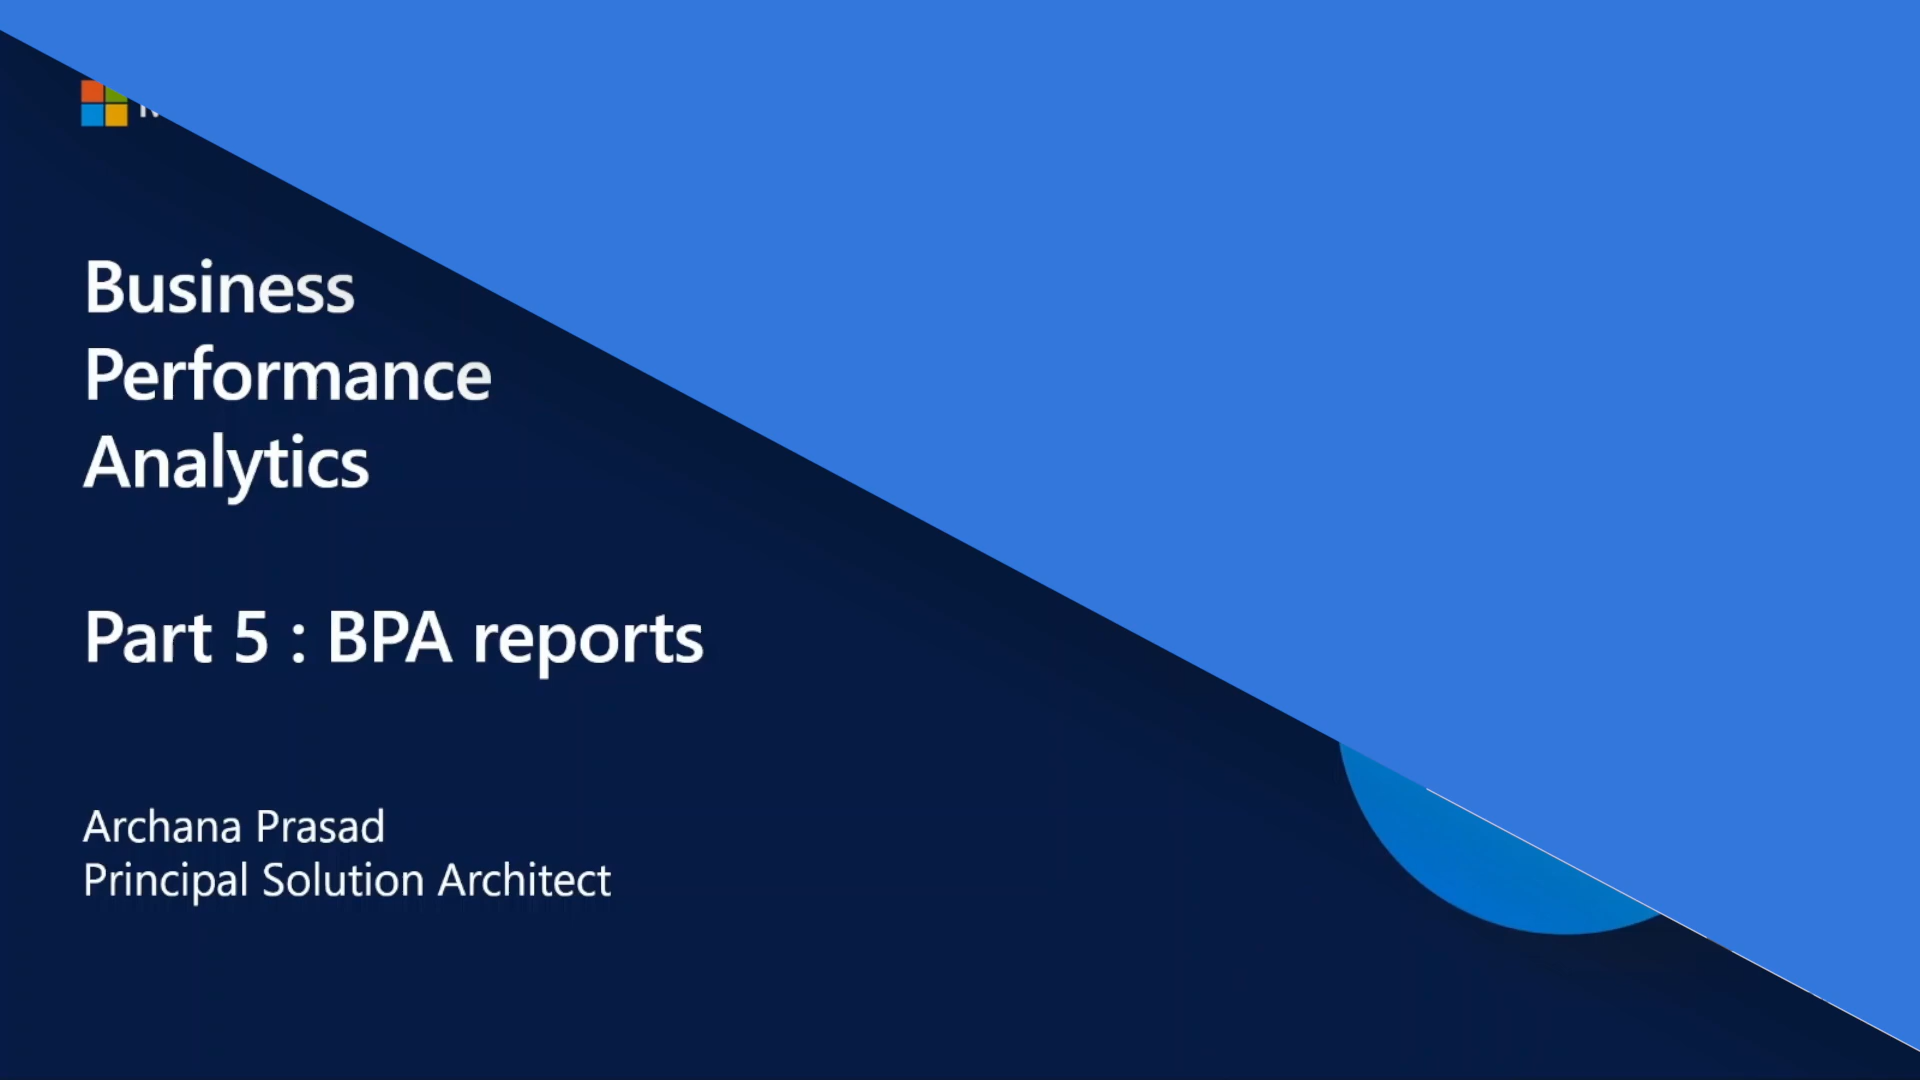 Business
Performance
Analytics
Part 5 : BPA reports
Archana Prasad
Principal Solution Architect